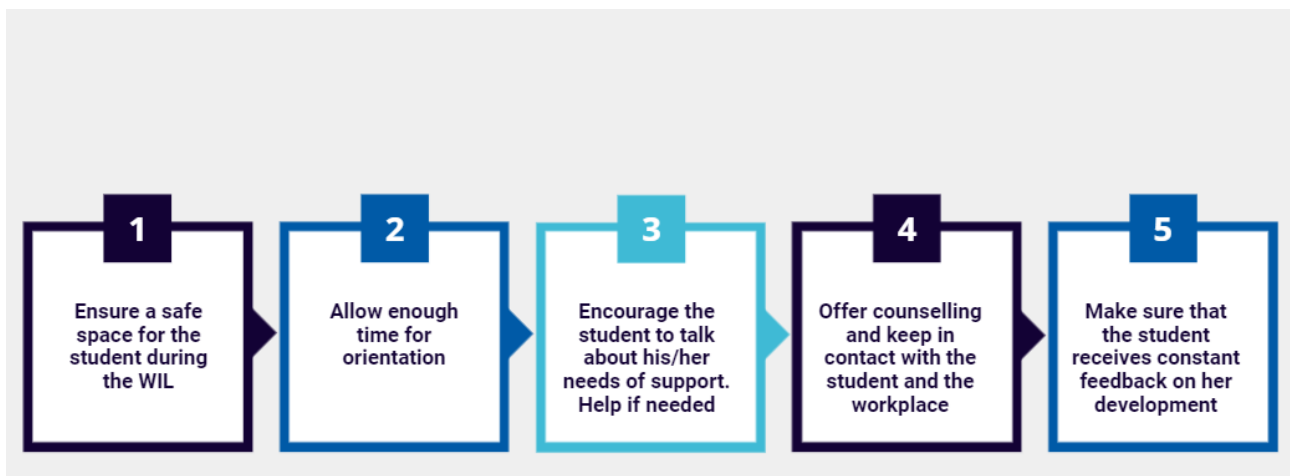 1
Ensure a safe
space for the
student during
the WIL
2
Allow enough
time for
orientation
3
Encourage the
student to talk
about his/her
needs of support.
Help if needed
4
Offer counselling
and keep in
contact with the
student and the
workplace
5
Make sure that
the student
receives constant
feedback on her
development